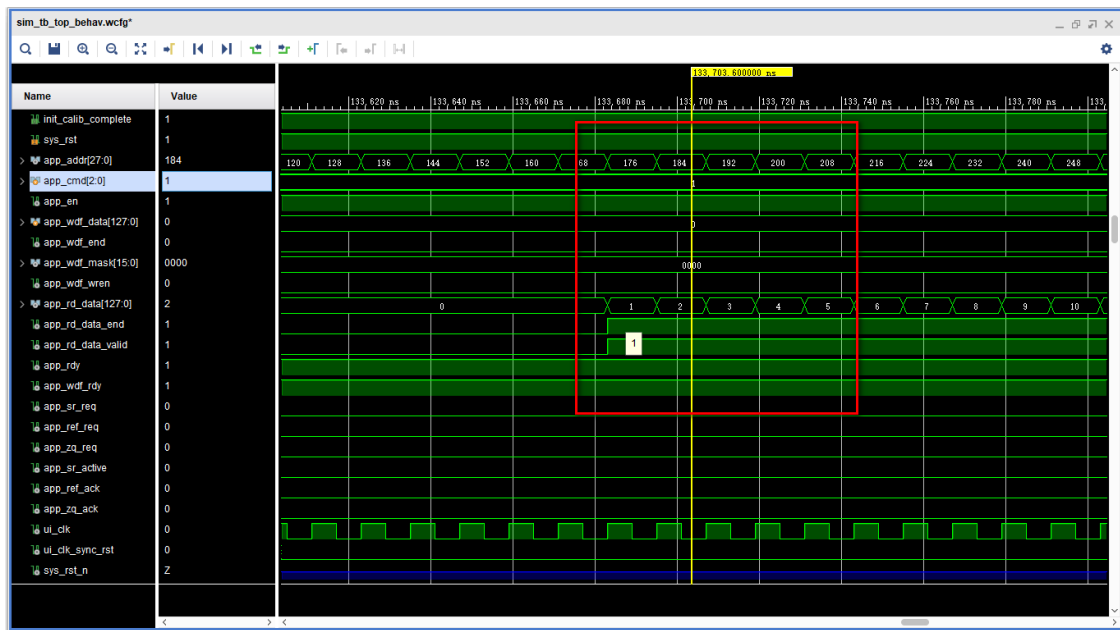 sim_tb_top_behav.wcfg*
133,703.600000 ns
Name Value
133,620 ns 133,640 ns 133,660 ns 133,680 ns 133,700 ns 133,720 ns 133,740 ns 133,760 ns 133,780 ns 133,
init_calib_complete 1
sys_rst 1
app_addr[27:0] 184 120 128 136 144 152 160 68 176 184 192 200 208 216 224 232 240 248
app_cmd[2:0] 1 1
app_en 1
app_wdf_data[127:0] 0 0
app_wdf_end 0
app_wdf_mask[15:0] 0000 0000
app_wdf_wren 0
app_rd_data[127:0] 2 0 1 2 3 4 5 6 7 8 9 10
app_rd_data_end 1
app_rd_data_valid 1 1
app_rdy 1
app_wdf_rdy 1
app_sr_req 0
app_ref_req 0
app_zq_req 0
app_sr_active 0
app_ref_ack 0
app_zq_ack 0
ui_clk 0
ui_clk_sync_rst 0
sys_rst_n Z